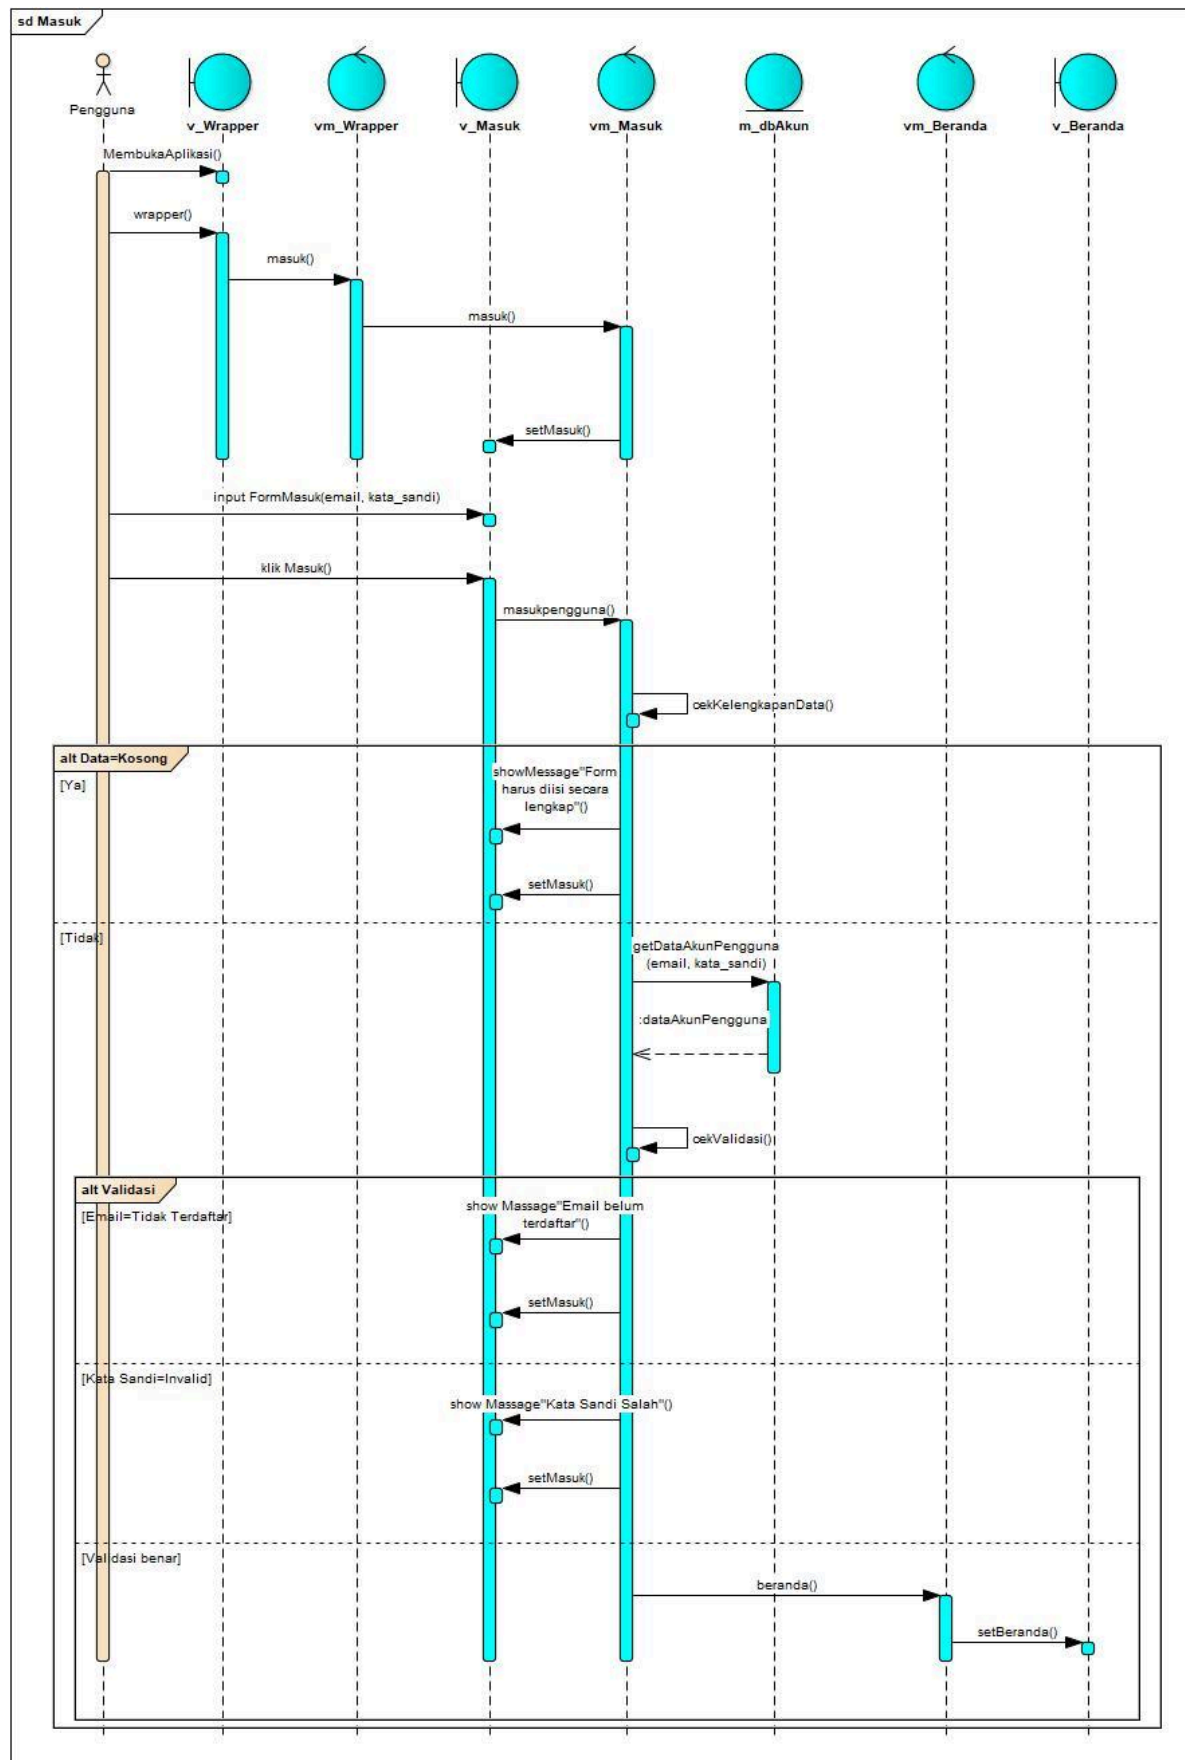 sd Masuk
Pengguna
v_Wrapper
vm_Wrapper
v_Masuk
vm_Masuk
m_dbAkun
vm_Beranda
v_Beranda
MembukaAplikasi()
wrapper()
masuk()
masuk()
setMasuk()
input FormMasuk(email, kata_sandi)
klik Masuk()
masukpengguna()
cekKelengkapanData()
alt Data=Kosong
[Ya]
showMessage"Form
harus diisi secara
lengkap"()
setMasuk()
[Tidak]
getDataAkunPengguna
(email, kata_sandi)
:dataAkunPengguna
cekValidasi()
alt Validasi
[Email=Tidak Terdaftar]
show Massage"Email belum
terdaftar"()
setMasuk()
[Kata Sandi=Invalid]
show Massage"Kata Sandi Salah"()
setMasuk()
[Validasi benar]
beranda()
setBeranda()